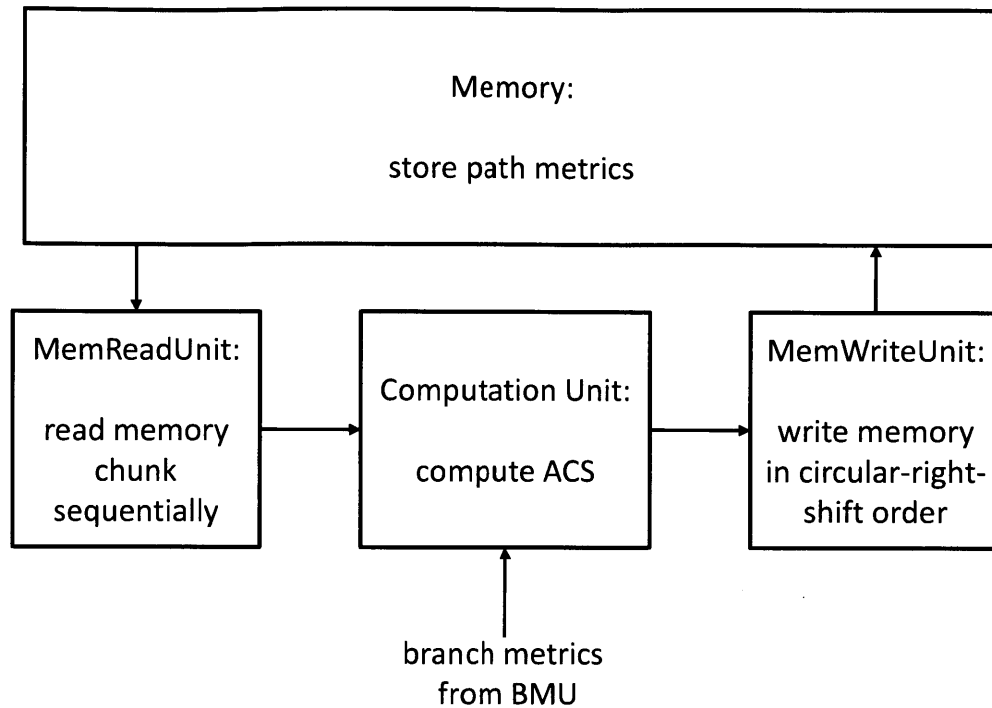 Memory:
store path metrics
MemReadUnit:
read memory
chunk
sequentially
Computation Unit:
compute ACS
MemWriteUnit:
write memory
in circular-right-
shift order
branch metrics
from BMU